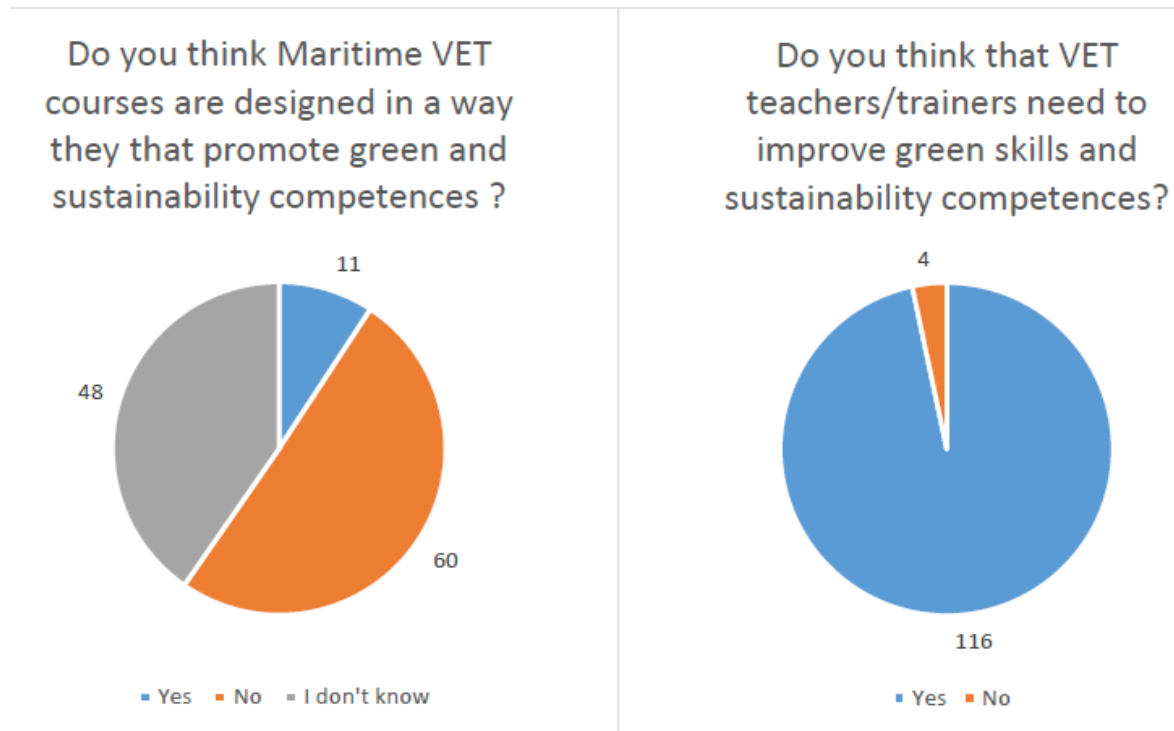 Do you think Maritime VET
courses are designed in a way
they that promote green and
sustainability competences ?
11
48
60
Yes No I don't know
Do you think that VET
teachers/trainers need to
improve green skills and
sustainability competences?
4
116
Yes No